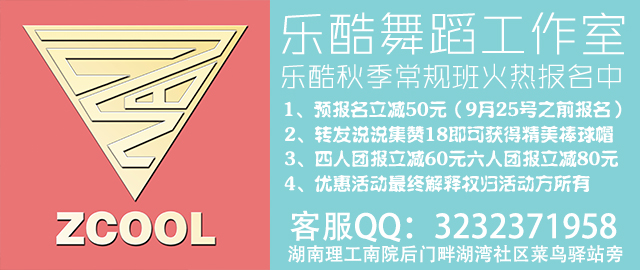 ZCOOL
乐酷舞蹈工作室
乐酷秋季常规班火热报名中
1、预报名立减50元（9月25号之前报名）
2、转发说说集赞18即可获得精美棒球帽
3、四人团报立减60元六人团报立减80元
4、优惠活动最终解释权归活动方所有
客服QQ：3232371958
湖南理工南院后门畔湖湾社区菜鸟驿站旁